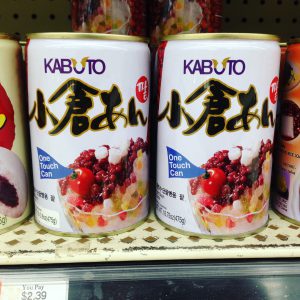 KABUTO
小倉あん
One
Touch
Can
KABUTO
小倉あん
One
Touch
Can
You Pay
$2.39